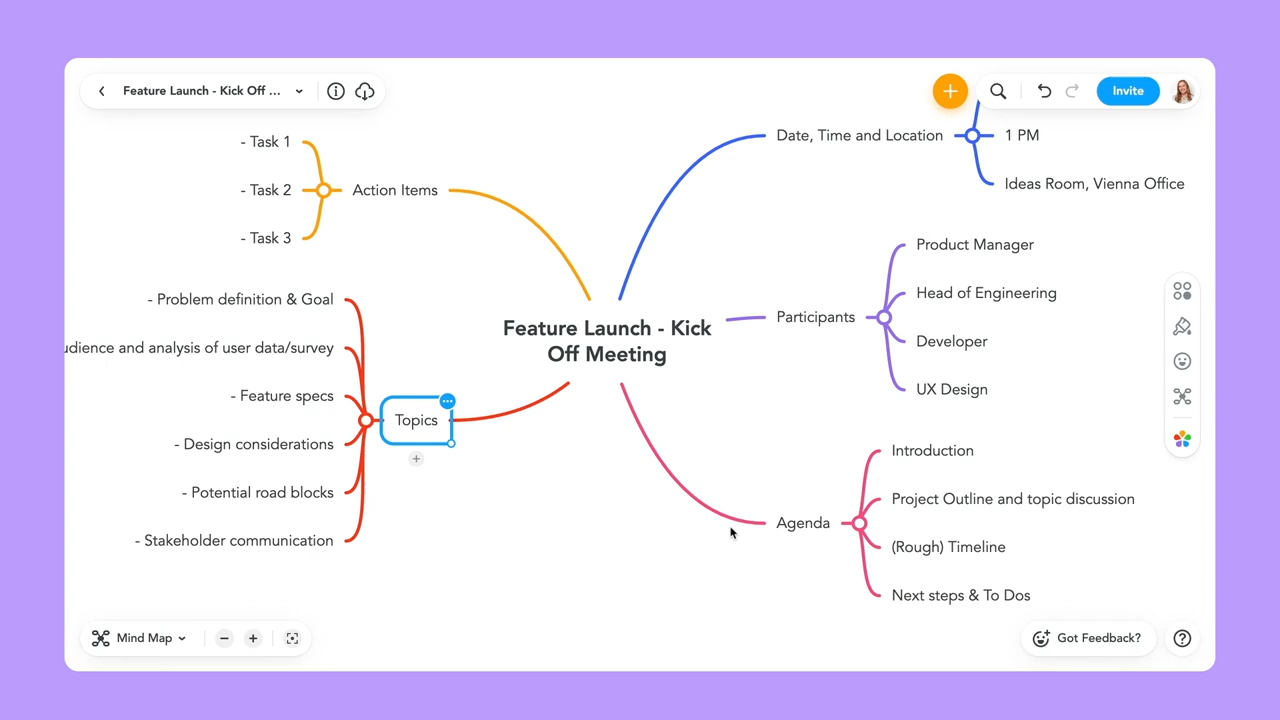 Feature Launch - Kick Off ...
Invite
- Task 1
- Task 2
- Task 3
Action Items
Date, Time and Location
1 PM
Ideas Room, Vienna Office
Product Manager
Head of Engineering
Developer
UX Design
Participants
- Problem definition & Goal
and analysis of user data/survey
- Feature specs
- Design considerations
- Potential road blocks
- Stakeholder communication
Topics
Feature Launch - Kick
Off Meeting
Agenda
Introduction
Project Outline and topic discussion
(Rough) Timeline
Next steps & To Dos
Mind Map
Got Feedback?